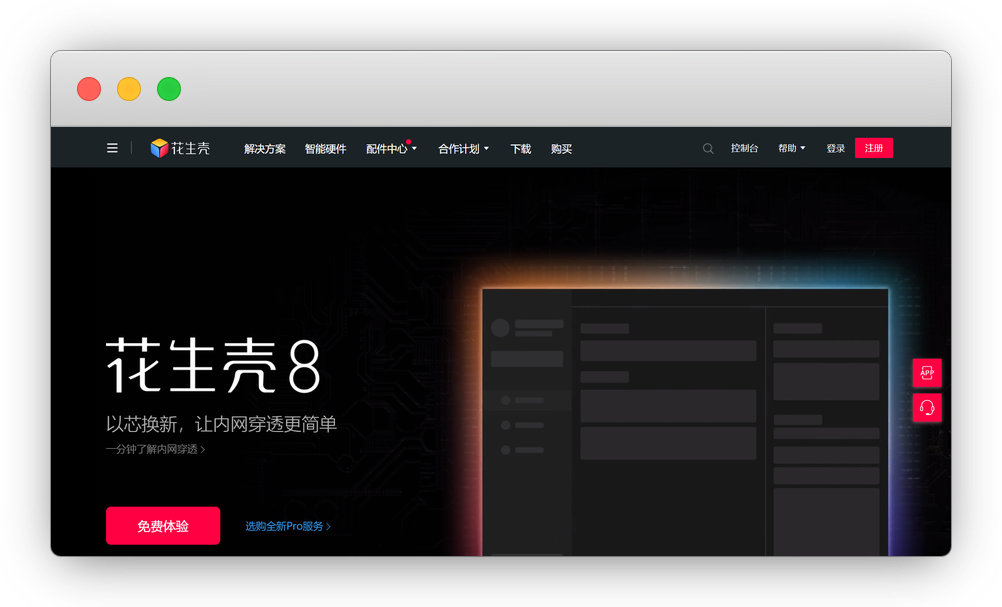 花生壳 解决方案 智能硬件 配件中心 合作计划 下载 购买 控制台 帮助 登录 注册
花生壳8
以芯换新，让内网穿透更简单
一分钟了解内网穿透 >
APP
免费体验 选购全新Pro服务 >